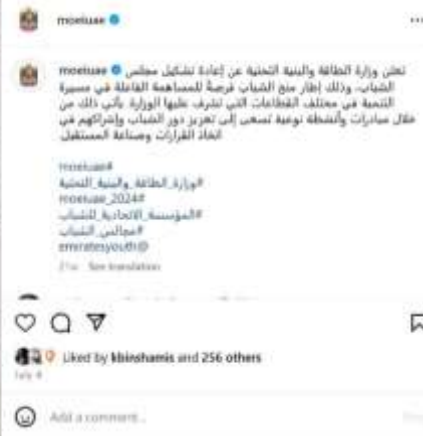 moeiuae
moeiuae تعلن وزارة الطاقة والبنية التحتية عن إعادة تشكيل مجلس
الشباب، وذلك إطار منح الشباب فرصةً للمساهمة الفاعلة في مسيرة
التنمية في مختلف القطاعات التي تشرف عليها الوزارة. يأتي ذلك من
خلال مبادرات وأنشطة نوعية تسعى إلى تعزيز دور الشباب وإشراكهم في
اتخاذ القرارات وصناعة المستقبل.
#moeiuae
#وزارة_الطاقة_والبنية_التحتية
#moeiuae_2024
#المؤسسة_الاتحادية_للشباب
#مجالس_الشباب
@emiratesyouth
See translation
Liked by kbinshamis and 256 others
July 4
Add a comment...